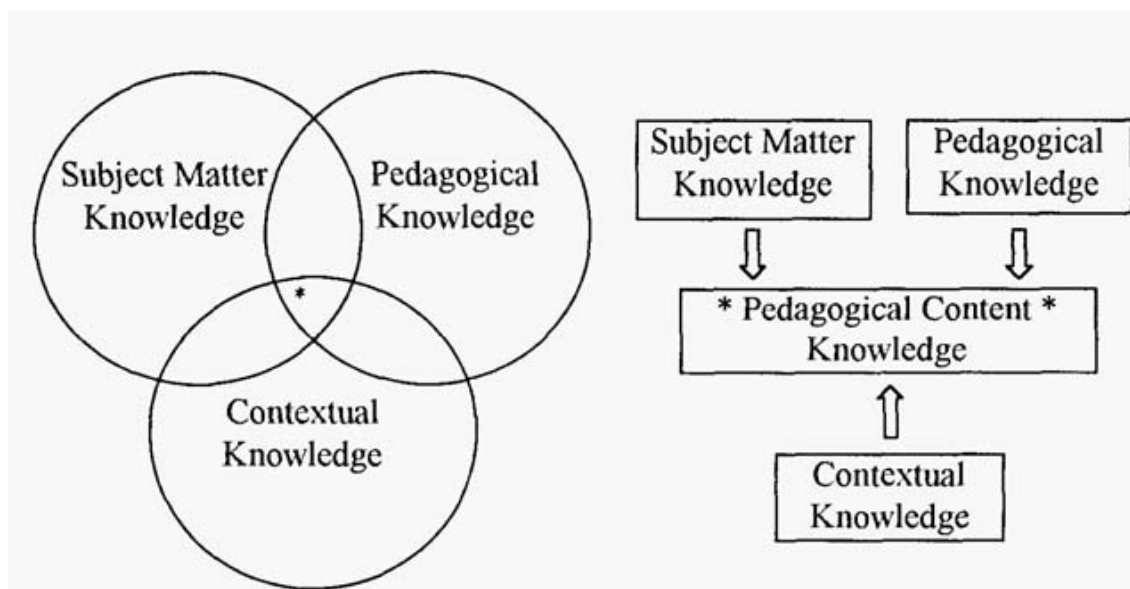 Subject Matter
Knowledge
Pedagogical
Knowledge
*
Contextual
Knowledge
Subject Matter
Knowledge
Pedagogical
Knowledge
* Pedagogical Content *
Knowledge
Contextual
Knowledge